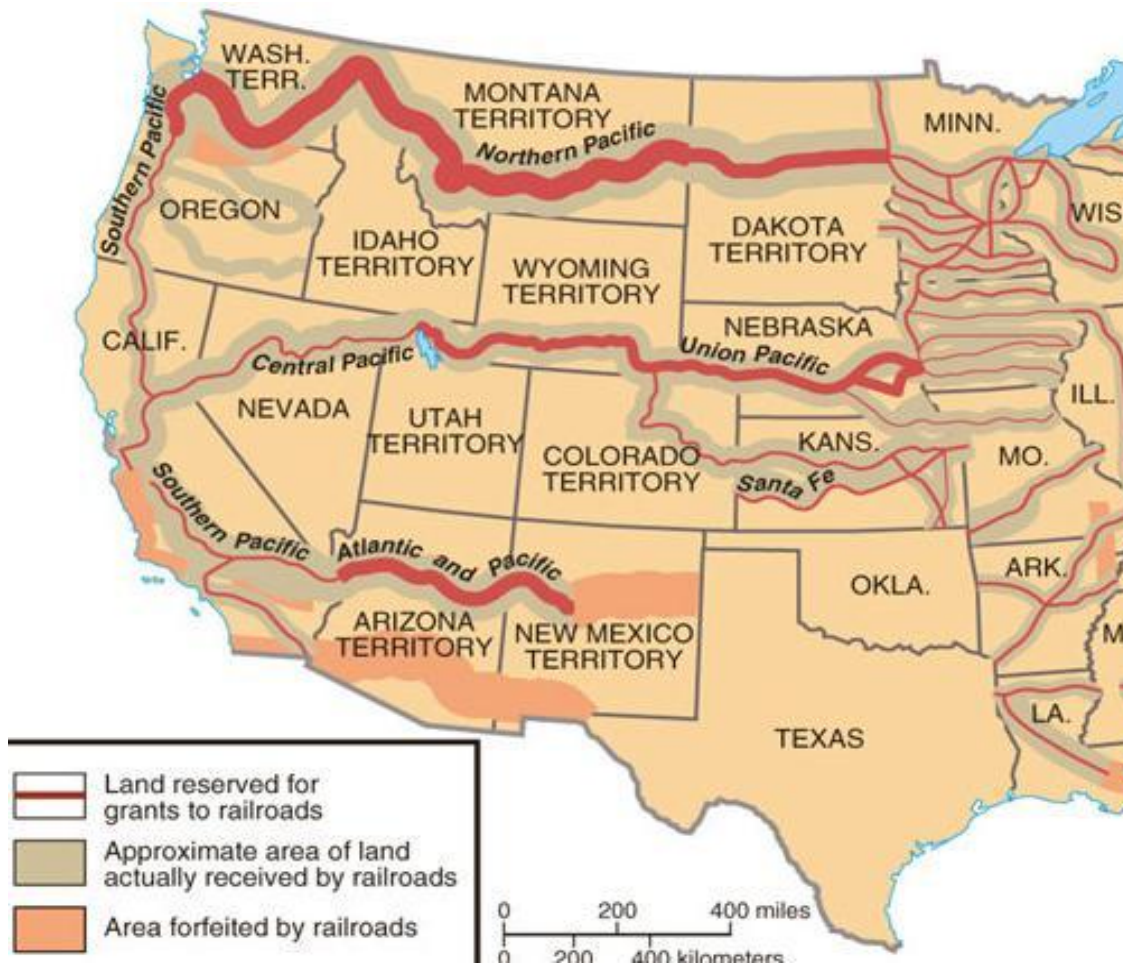 WASH.
TERR.
MONTANA
TERRITORY
MINN.
Northern Pacific
Southern Pacific
OREGON
WIS
IDAHO
TERRITORY
DAKOTA
TERRITORY
WYOMING
TERRITORY
CALIF.
NEBRASKA
Central Pacific
Union Pacific
NEVADA
UTAH
TERRITORY
ILL.
KANS.
MO.
COLORADO
TERRITORY
Santa Fe
Southern Pacific
Atlantic and Pacific
OKLA.
ARK.
ARIZONA
TERRITORY
NEW MEXICO
TERRITORY
M
LA.
TEXAS
Land reserved for
grants to railroads
Approximate area of land
actually received by railroads
Area forfeited by railroads
0 200 400 miles
0 200 400 kilometers